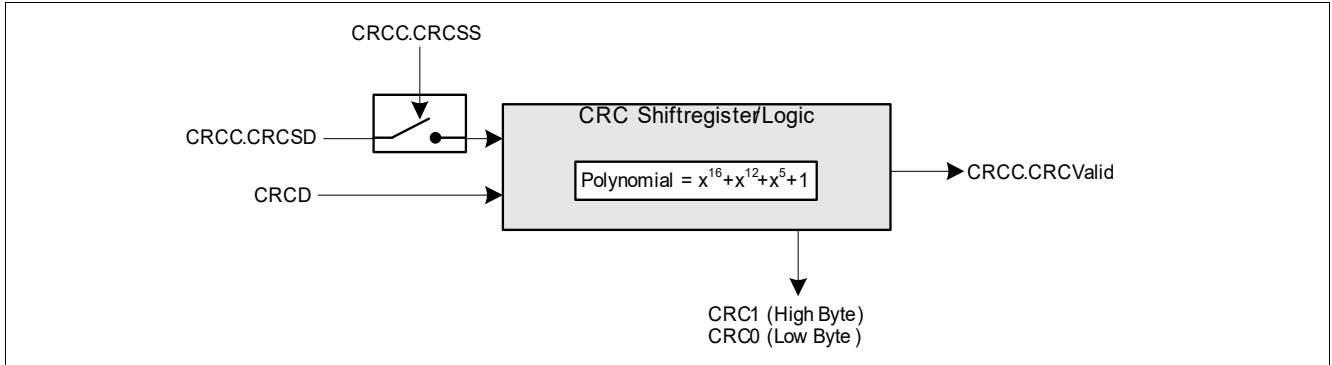 CRCC.CRCSS
CRC Shiftregister/Logic
CRCC.CRCSD
Polynomial = x¹⁶+x¹²+x⁵+1
CRCC.CRCValid
CRCD
CRC1 (High Byte)
CRC0 (Low Byte )